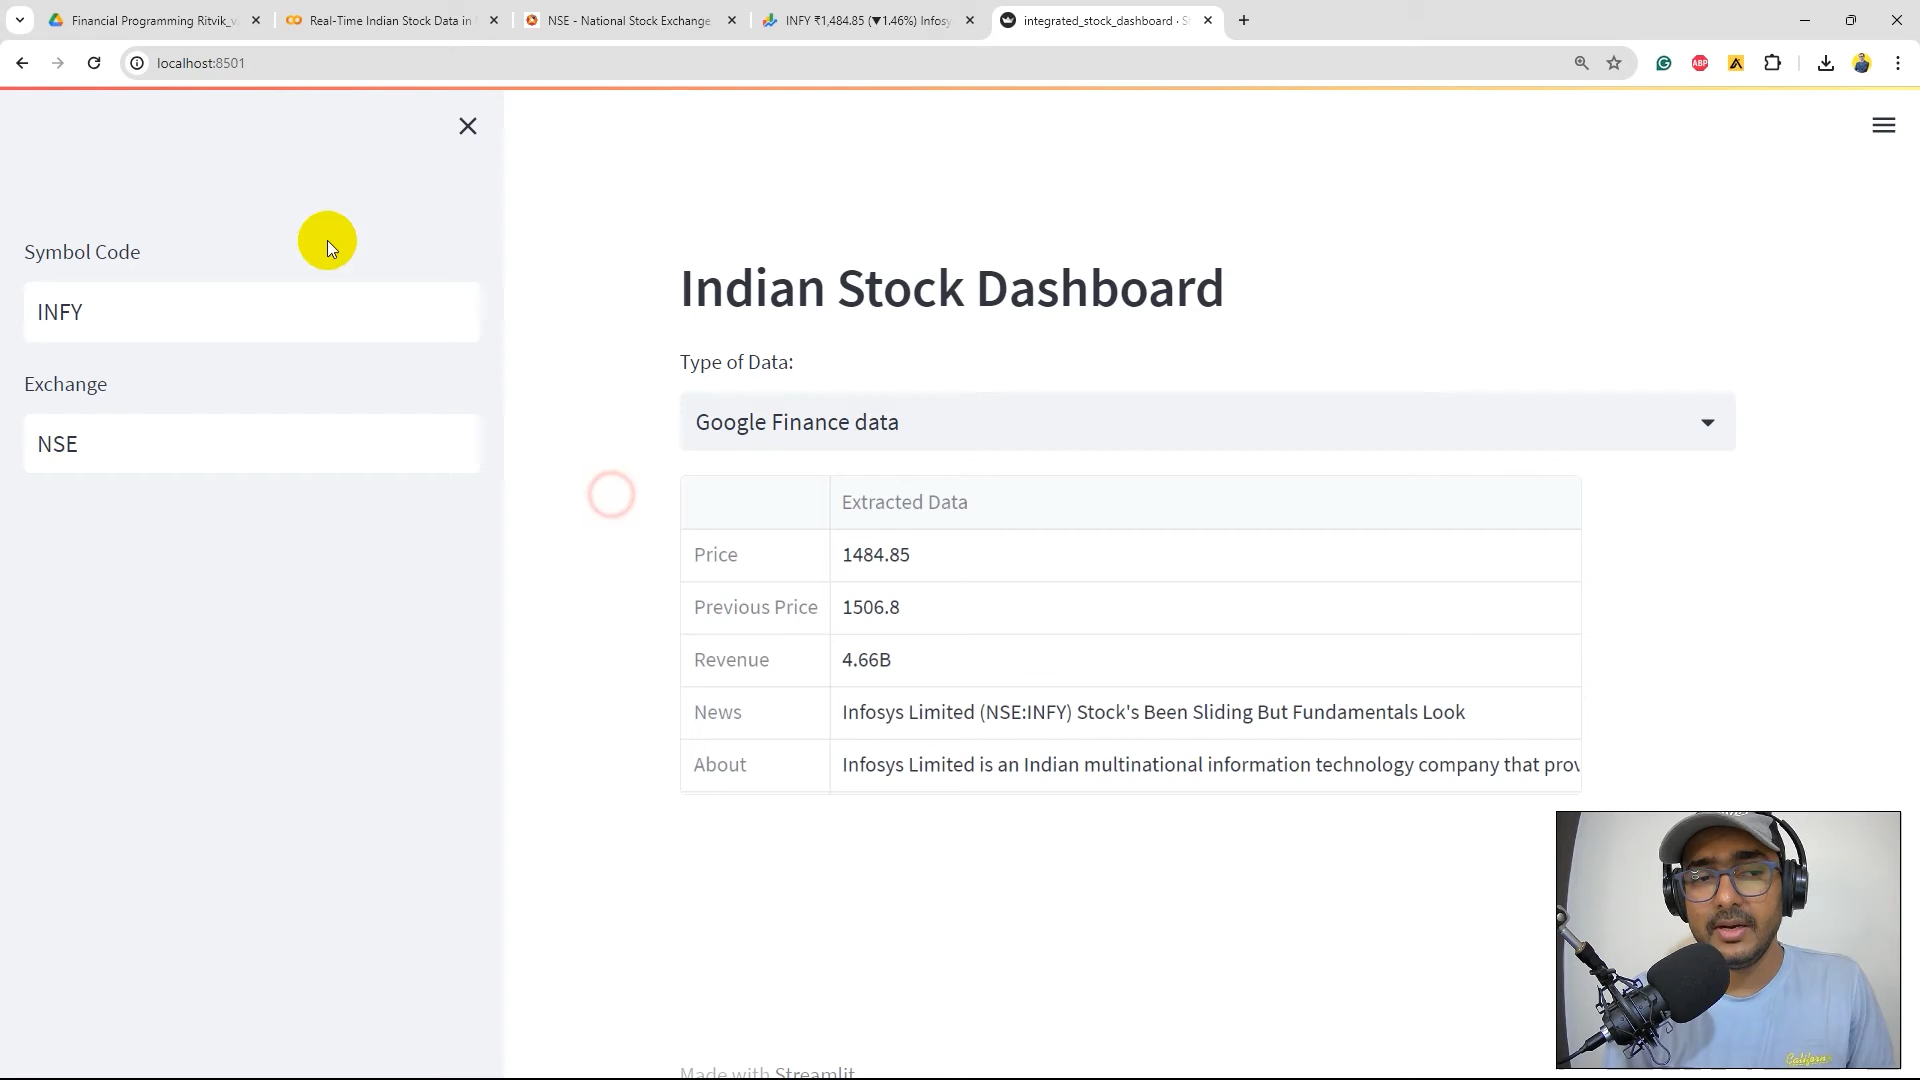 Financial Programming Ritvik_v
Real-Time Indian Stock Data in
NSE - National Stock Exchange
INFY ₹1,484.85 (▼1.46%) Infosy
integrated_stock_dashboard · S
localhost:8501
ABP
Symbol Code
INFY
Exchange
NSE
Indian Stock Dashboard
Type of Data:
Google Finance data
Extracted Data
Price 1484.85
Previous Price 1506.8
Revenue 4.66B
News Infosys Limited (NSE:INFY) Stock's Been Sliding But Fundamentals Look
About Infosys Limited is an Indian multinational information technology company that prov
Made with Streamlit
California